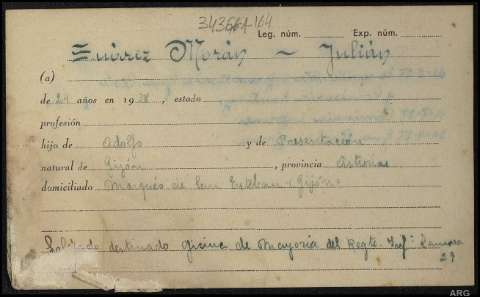 Leg. núm. Exp. núm.
Suárez Morán - Julián
(a)
de 21 años en 1938, estado
profesión
hijo de Adolfo y de Presentación
natural de Gijón, provincia Asturias
domiciliado Marqués de San Esteban - Gijón
Soldado destinado oficina de Mayoría del Regto. Inf.ª Zamora
29
ARG